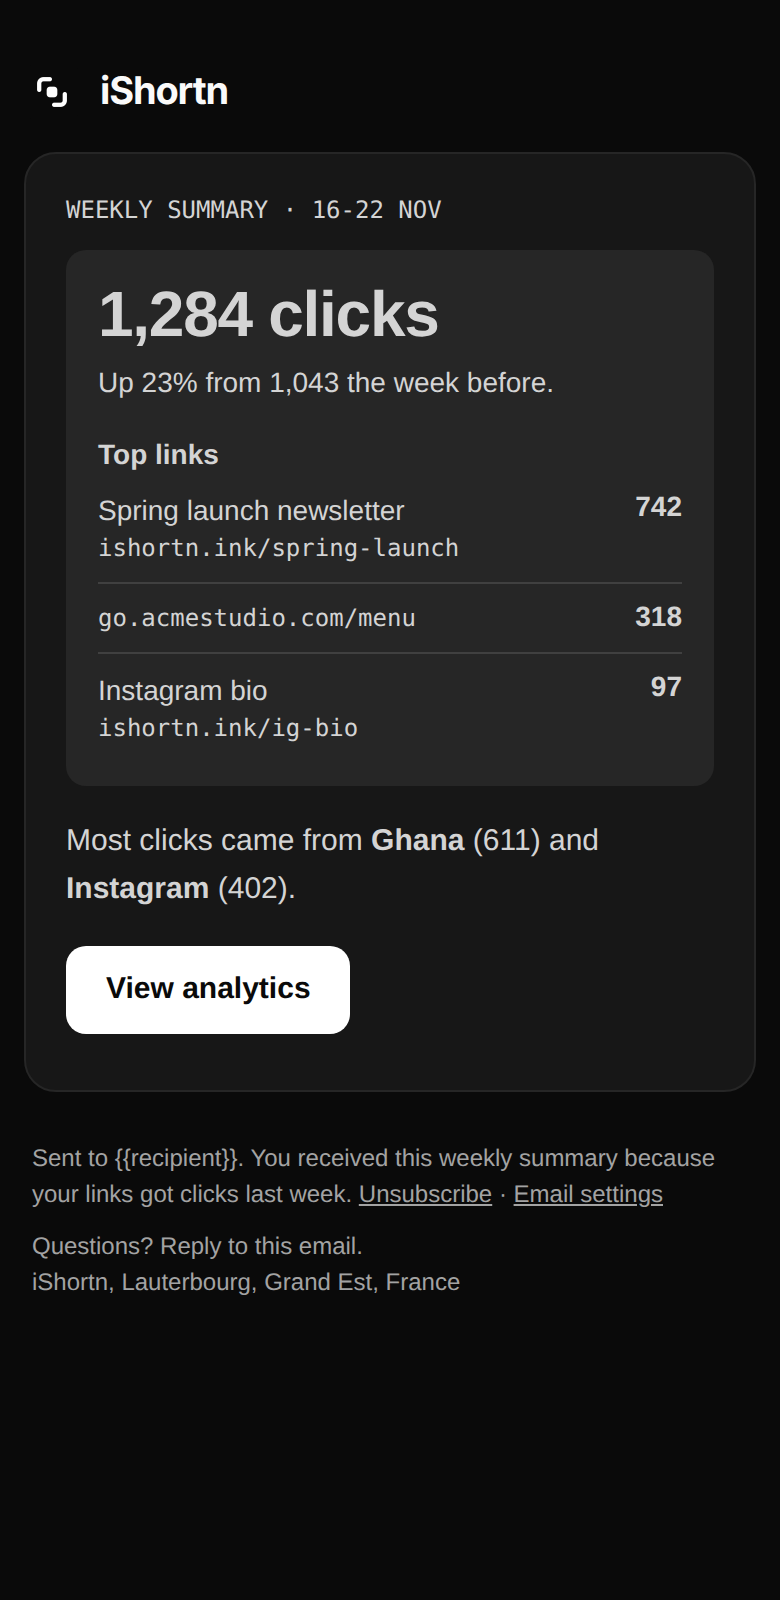 iShortn
WEEKLY SUMMARY · 16-22 NOV
1,284 clicks
Up 23% from 1,043 the week before.
Top links
Spring launch newsletter 742
ishortn.ink/spring-launch
go.acmestudio.com/menu 318
Instagram bio 97
ishortn.ink/ig-bio
Most clicks came from Ghana (611) and
Instagram (402).
View analytics
Sent to {{recipient}}. You received this weekly summary because
your links got clicks last week. Unsubscribe · Email settings
Questions? Reply to this email.
iShortn, Lauterbourg, Grand Est, France